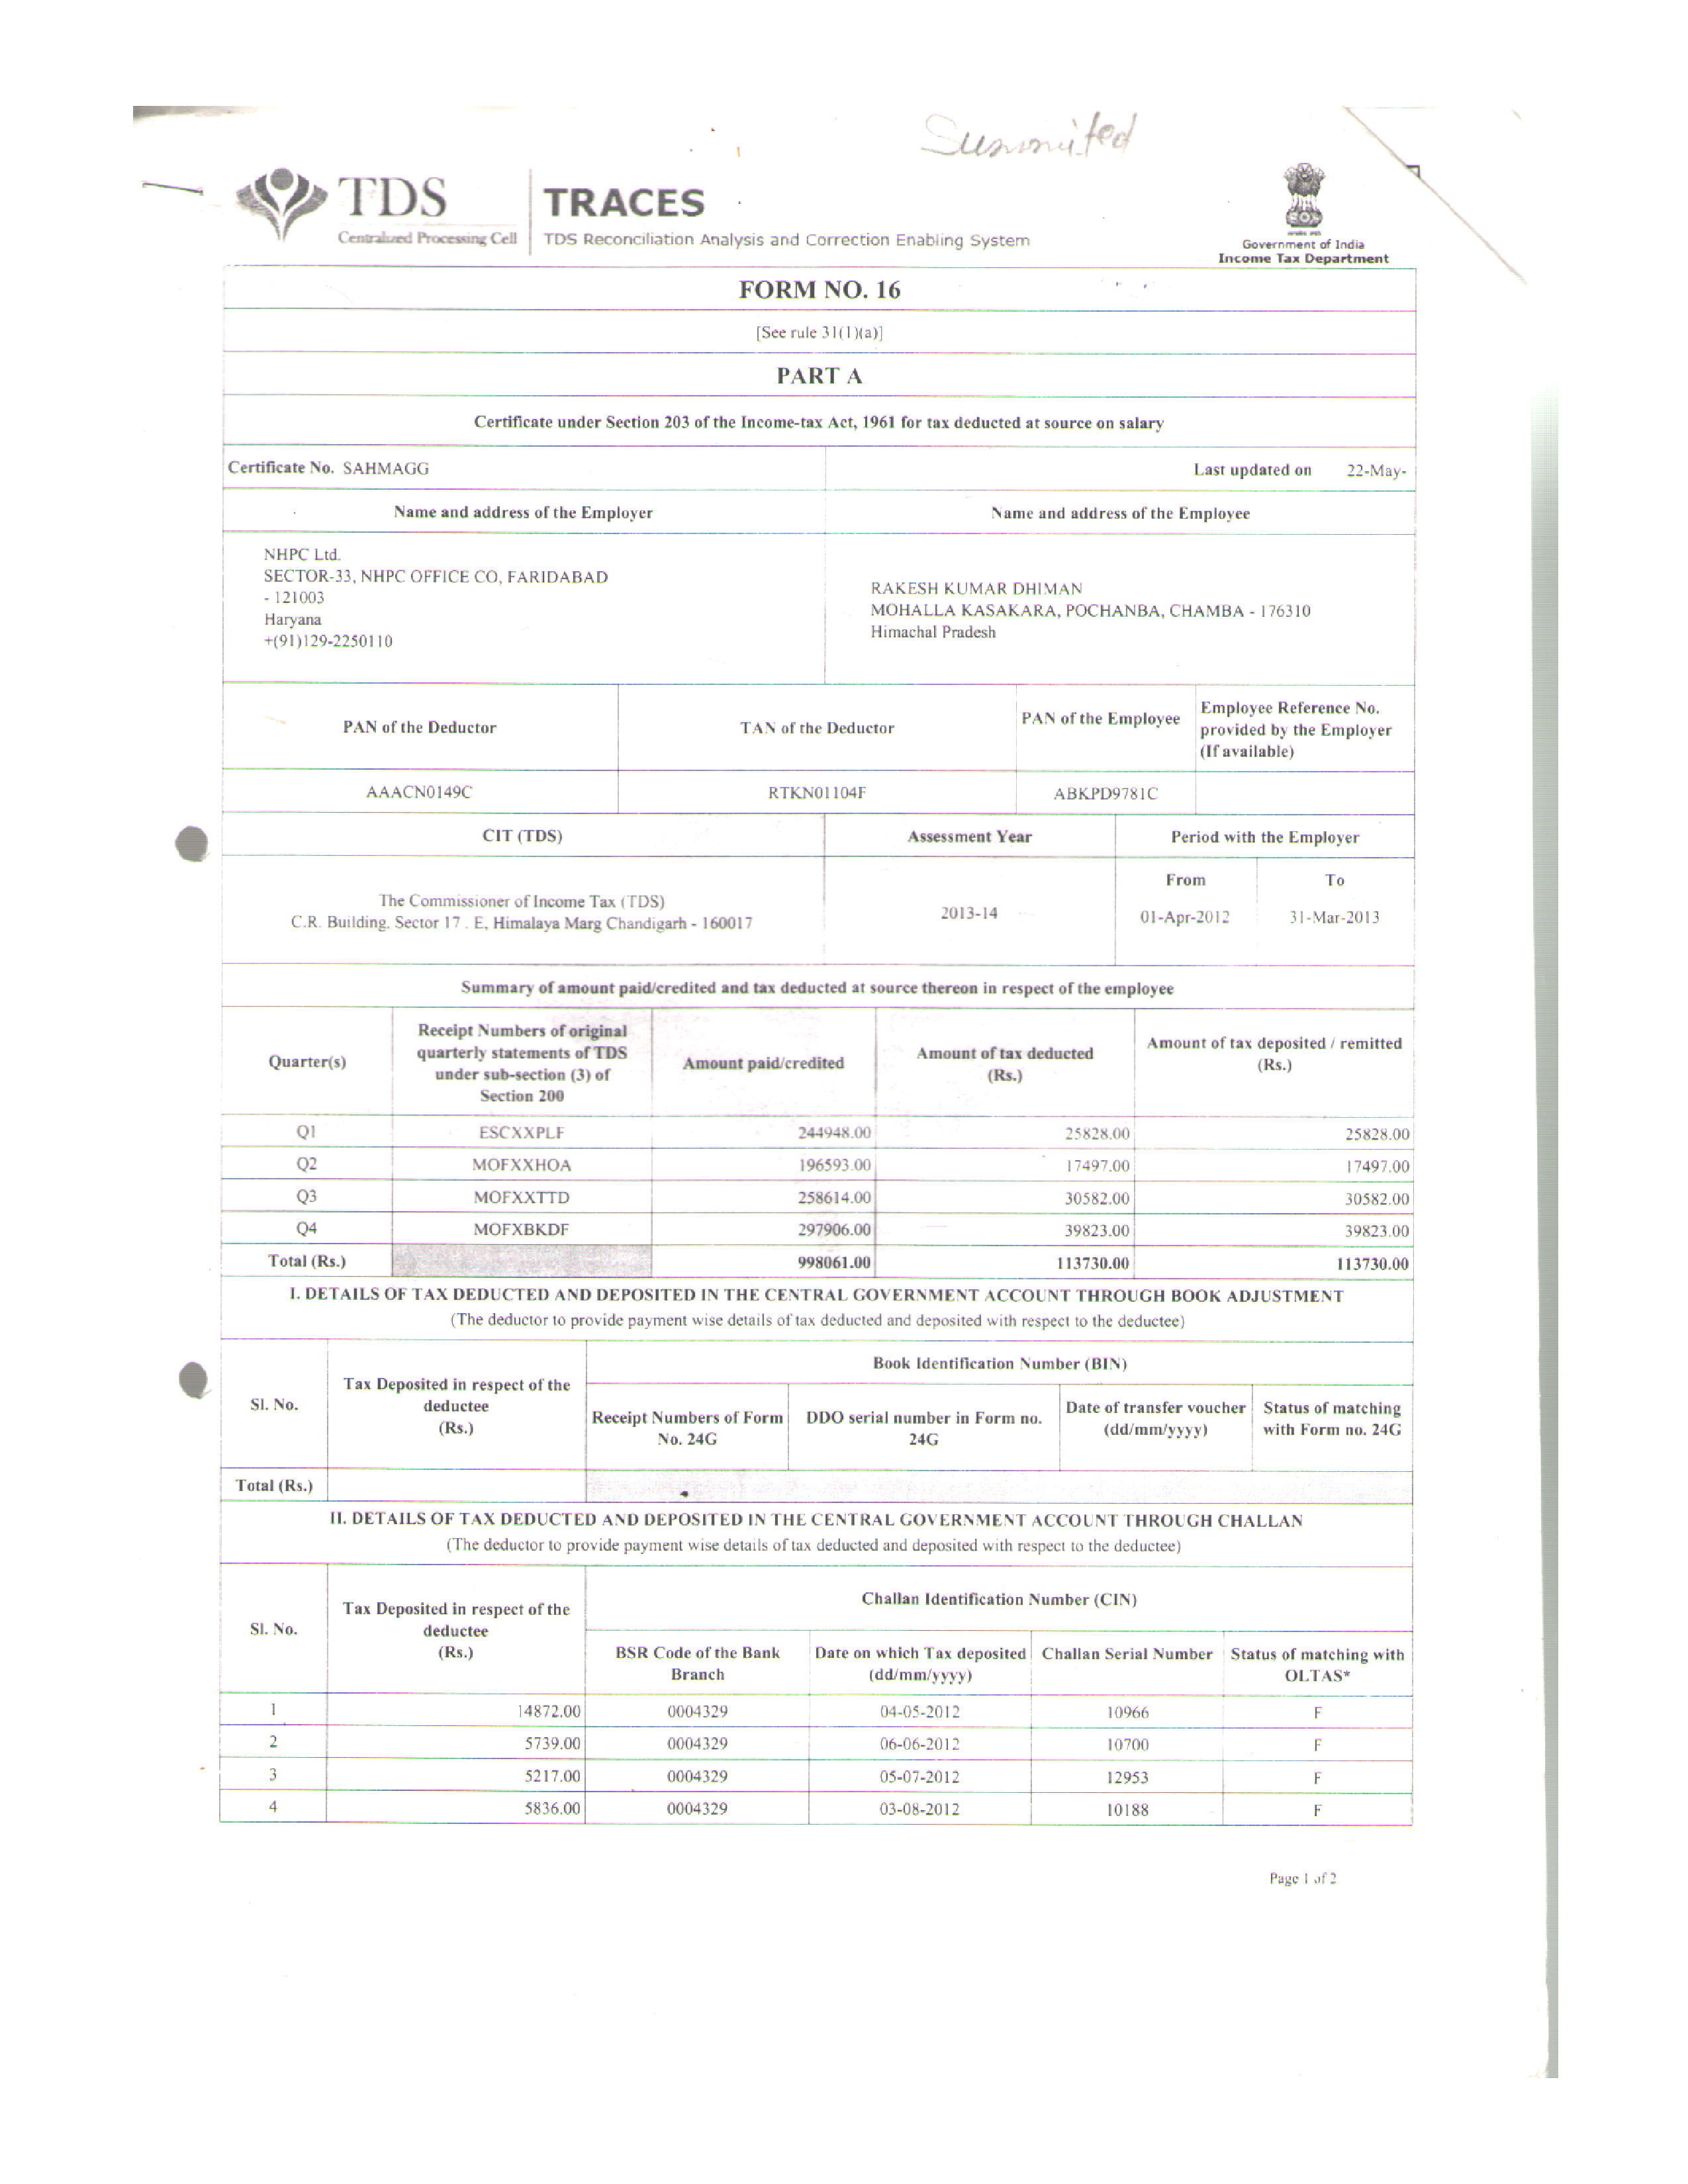 Summited
TDS
Centralized Processing Cell
TRACES
TDS Reconciliation Analysis and Correction Enabling System
Government of India
Income Tax Department
FORM NO. 16
[See rule 31(1)(a)]
PART A
Certificate under Section 203 of the Income-tax Act, 1961 for tax deducted at source on salary
Certificate No. SAHMAGG Last updated on 22-May-
Name and address of the Employer Name and address of the Employee
NHPC Ltd.
SECTOR-33, NHPC OFFICE CO, FARIDABAD
- 121003
Haryana
+(91)129-2250110
RAKESH KUMAR DHIMAN
MOHALLA KASAKARA, POCHANBA, CHAMBA - 176310
Himachal Pradesh
PAN of the Deductor TAN of the Deductor PAN of the Employee
Employee Reference No.
provided by the Employer
(If available)
AAACN0149C RTKN01104F ABKPD9781C
CIT (TDS) Assessment Year Period with the Employer
The Commissioner of Income Tax (TDS)
C.R. Building, Sector 17 . E, Himalaya Marg Chandigarh - 160017
2013-14
From To
01-Apr-2012 31-Mar-2013
Summary of amount paid/credited and tax deducted at source thereon in respect of the employee
Quarter(s)
Receipt Numbers of original
quarterly statements of TDS
under sub-section (3) of
Section 200
Amount paid/credited
Amount of tax deducted
(Rs.)
Amount of tax deposited / remitted
(Rs.)
Q1 ESCXXPLF 244948.00 25828.00 25828.00
Q2 MOFXXHOA 196593.00 17497.00 17497.00
Q3 MOFXXTTD 258614.00 30582.00 30582.00
Q4 MOFXBKDF 297906.00 39823.00 39823.00
Total (Rs.) 998061.00 113730.00 113730.00
I. DETAILS OF TAX DEDUCTED AND DEPOSITED IN THE CENTRAL GOVERNMENT ACCOUNT THROUGH BOOK ADJUSTMENT
(The deductor to provide payment wise details of tax deducted and deposited with respect to the deductee)
Sl. No.
Tax Deposited in respect of the
deductee
(Rs.)
Book Identification Number (BIN)
Receipt Numbers of Form
No. 24G
DDO serial number in Form no.
24G
Date of transfer voucher
(dd/mm/yyyy)
Status of matching
with Form no. 24G
Total (Rs.)
II. DETAILS OF TAX DEDUCTED AND DEPOSITED IN THE CENTRAL GOVERNMENT ACCOUNT THROUGH CHALLAN
(The deductor to provide payment wise details of tax deducted and deposited with respect to the deductee)
Sl. No.
Tax Deposited in respect of the
deductee
(Rs.)
Challan Identification Number (CIN)
BSR Code of the Bank
Branch
Date on which Tax deposited
(dd/mm/yyyy)
Challan Serial Number
Status of matching with
OLTAS*
1 14872.00 0004329 04-05-2012 10966 F
2 5739.00 0004329 06-06-2012 10700 F
3 5217.00 0004329 05-07-2012 12953 F
4 5836.00 0004329 03-08-2012 10188 F
Page 1 of 2